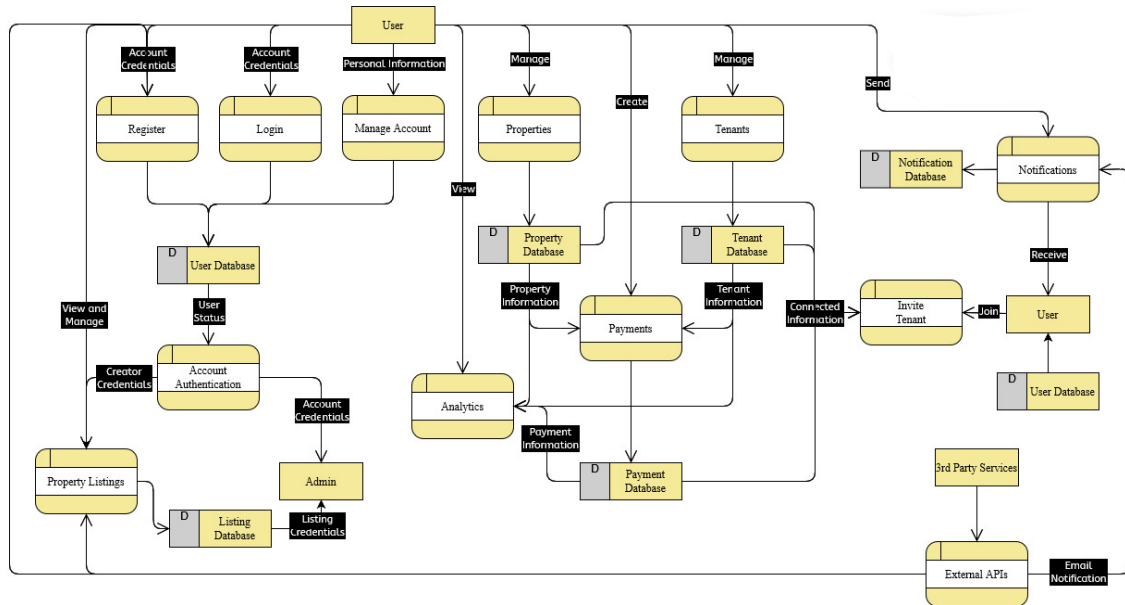 User
Account
Credentials
Account
Credentials
Personal Information
Manage
Manage
Send
Create
Register
Login
Manage Account
Properties
Tenants
D
Notification
Database
Notifications
View
D
User Database
D
Property
Database
D
Tenant
Database
Receive
View and
Manage
User
Status
Property
Information
Tenant
Information
Connected
Information
Invite
Tenant
Join
User
Payments
Creator
Credentials
Account
Authentication
Account
Credentials
Analytics
D
User Database
Payment
Information
Property Listings
Admin
D
Payment
Database
3rd Party Services
D
Listing
Database
Listing
Credentials
External APIs
Email
Notification